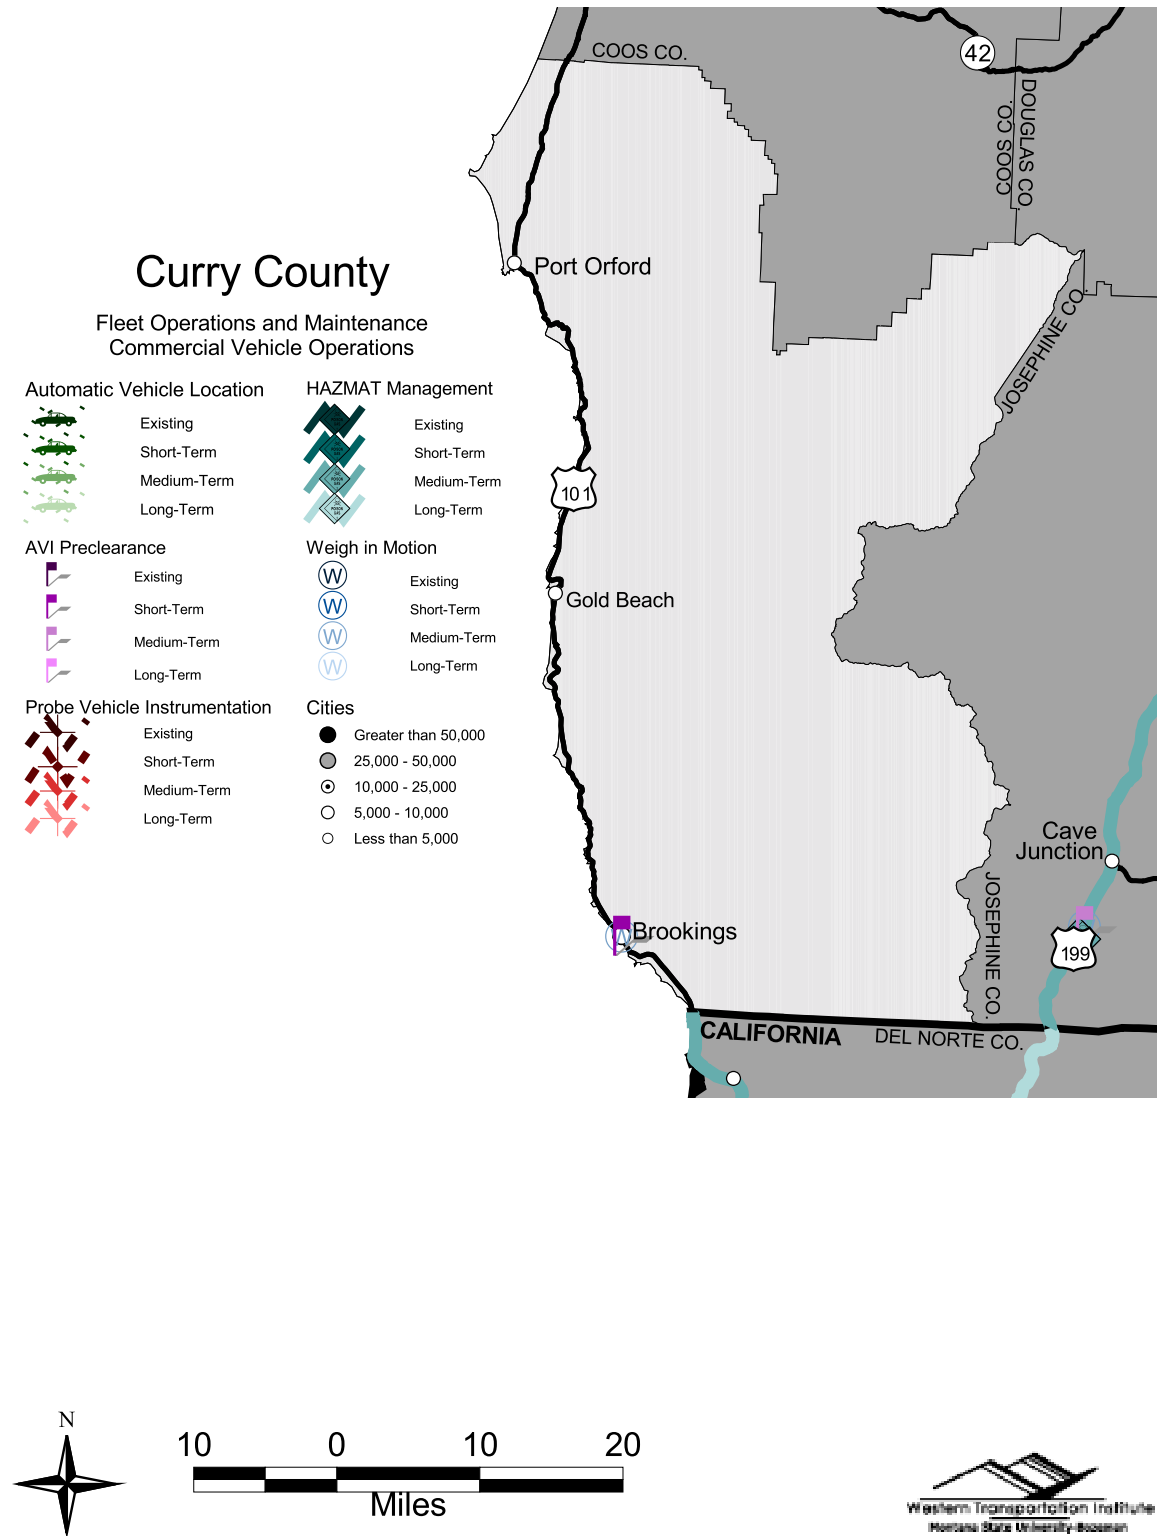 COOS CO.
42
DOUGLAS CO.
COOS CO.
Curry County
Port Orford
Fleet Operations and Maintenance
Commercial Vehicle Operations
JOSEPHINE CO.
Automatic Vehicle Location
Existing
Short-Term
Medium-Term
Long-Term
HAZMAT Management
Existing
Short-Term
Medium-Term
Long-Term
101
AVI Preclearance
Existing
Short-Term
Medium-Term
Long-Term
Weigh in Motion
W Existing
W Short-Term
W Medium-Term
W Long-Term
Gold Beach
Probe Vehicle Instrumentation
Existing
Short-Term
Medium-Term
Long-Term
Cities
Greater than 50,000
25,000 - 50,000
10,000 - 25,000
5,000 - 10,000
Less than 5,000
Cave
Junction
JOSEPHINE CO.
W
Brookings
199
CALIFORNIA
DEL NORTE CO.
N
10 0 10 20
Miles
Western Transportation Institute
Montana State University-Bozeman